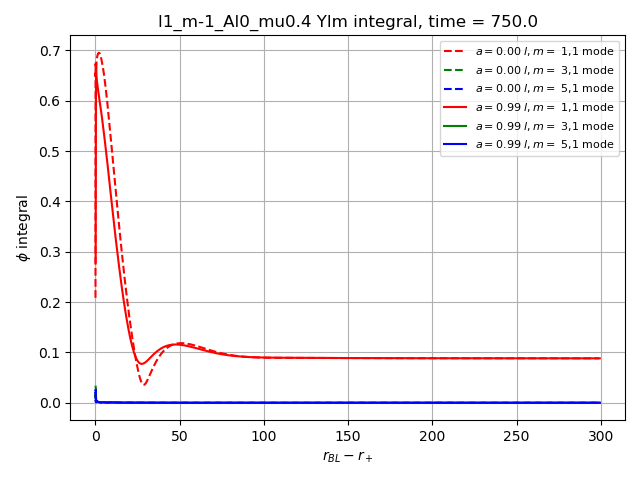 l1_m-1_Al0_mu0.4 Ylm integral, time = 750.0
ϕ integral
0.7
0.6
0.5
0.4
0.3
0.2
0.1
0.0
a = 0.00 l, m = 1,1 mode
a = 0.00 l, m = 3,1 mode
a = 0.00 l, m = 5,1 mode
a = 0.99 l, m = 1,1 mode
a = 0.99 l, m = 3,1 mode
a = 0.99 l, m = 5,1 mode
0 50 100 150 200 250 300
r_{BL} − r_+